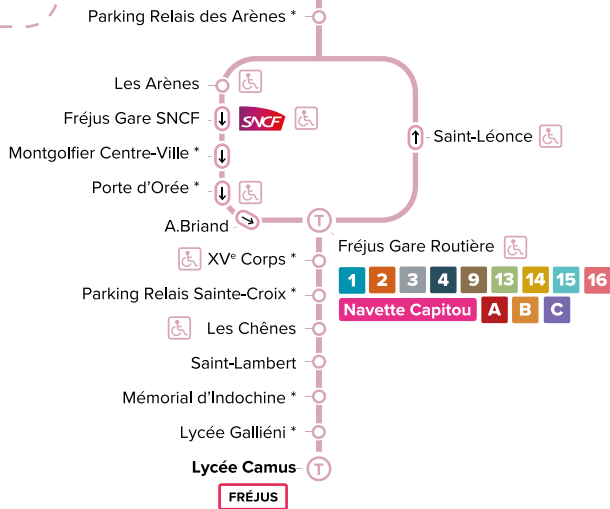 Parking Relais des Arènes *
Les Arènes
Fréjus Gare SNCF
SNCF
Montgolfier Centre-Ville *
Saint-Léonce
Porte d'Orée *
A.Briand
T
Fréjus Gare Routière
XVᵉ Corps *
1 2 3 4 9 13 14 15 16
Parking Relais Sainte-Croix *
Navette Capitou A B C
Les Chênes
Saint-Lambert
Mémorial d'Indochine *
Lycée Galliéni *
Lycée Camus
T
FRÉJUS